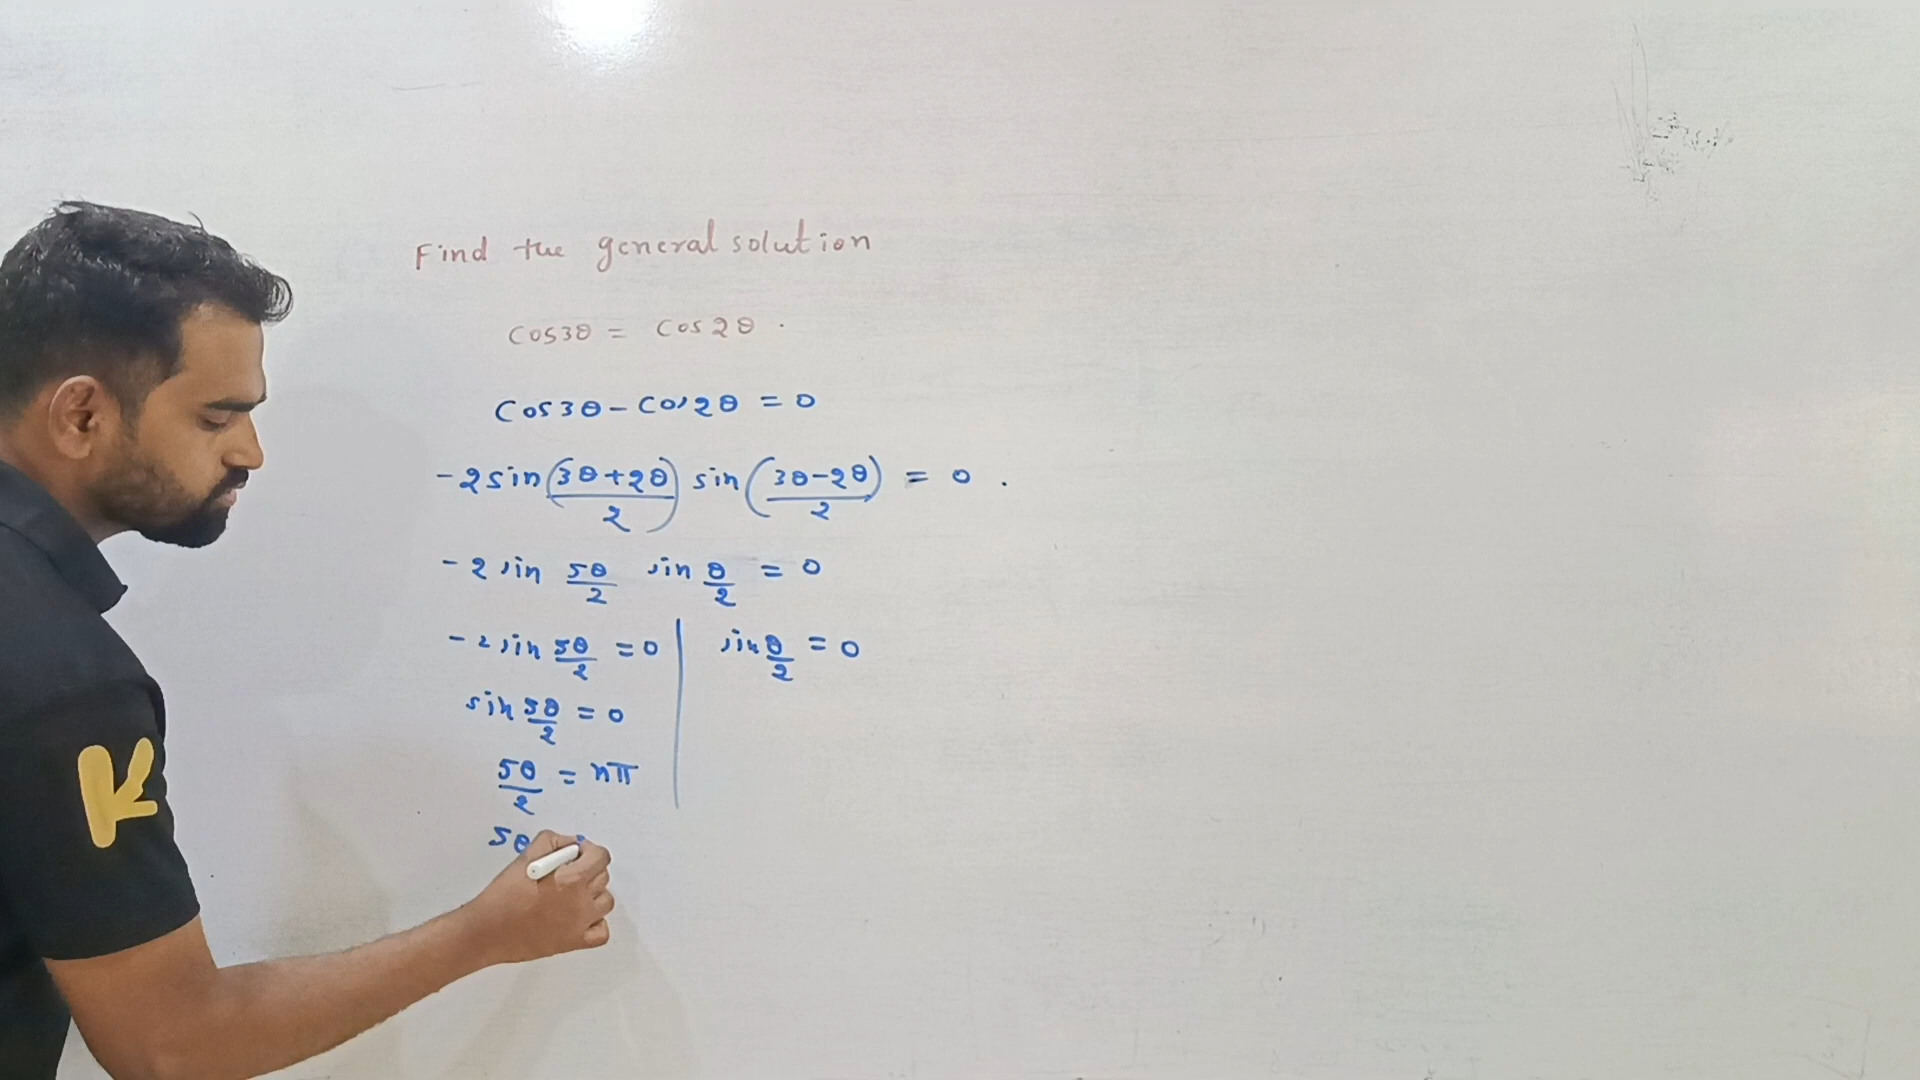 Find the general solution
cos3θ = cos2θ.
cos3θ - cos2θ = 0
-2sin(3θ+2θ/2) sin(3θ-2θ/2) = 0.
-2 sin 5θ/2 sin θ/2 = 0
-2 sin 5θ/2 = 0 | sin θ/2 = 0
sin 5θ/2 = 0
5θ/2 = nπ
5θ
K